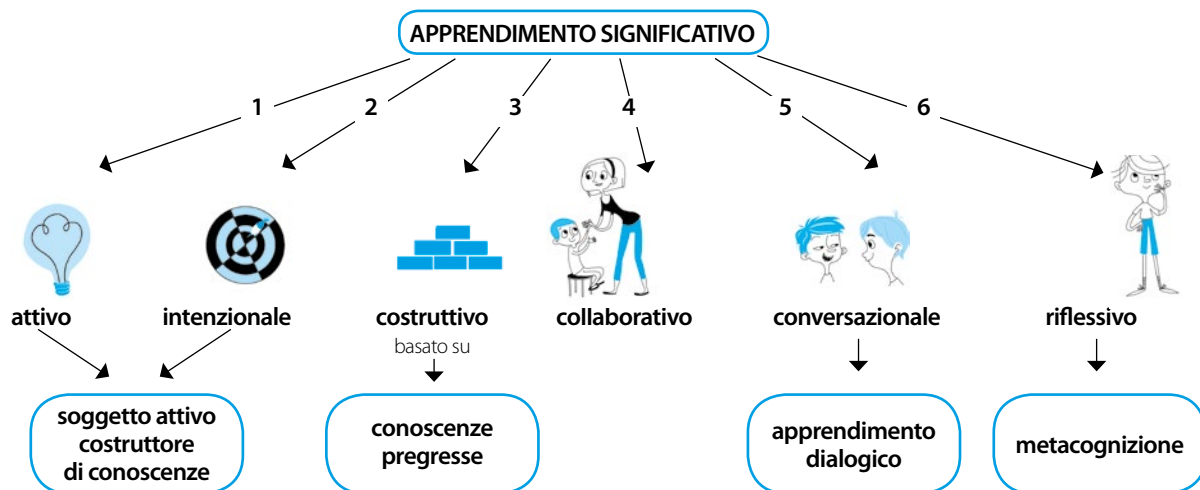 APPRENDIMENTO SIGNIFICATIVO
1
2
3
4
5
6
attivo
intenzionale
costruttivo
collaborativo
conversazionale
riflessivo
basato su
soggetto attivo
costruttore
di conoscenze
conoscenze
pregresse
apprendimento
dialogico
metacognizione